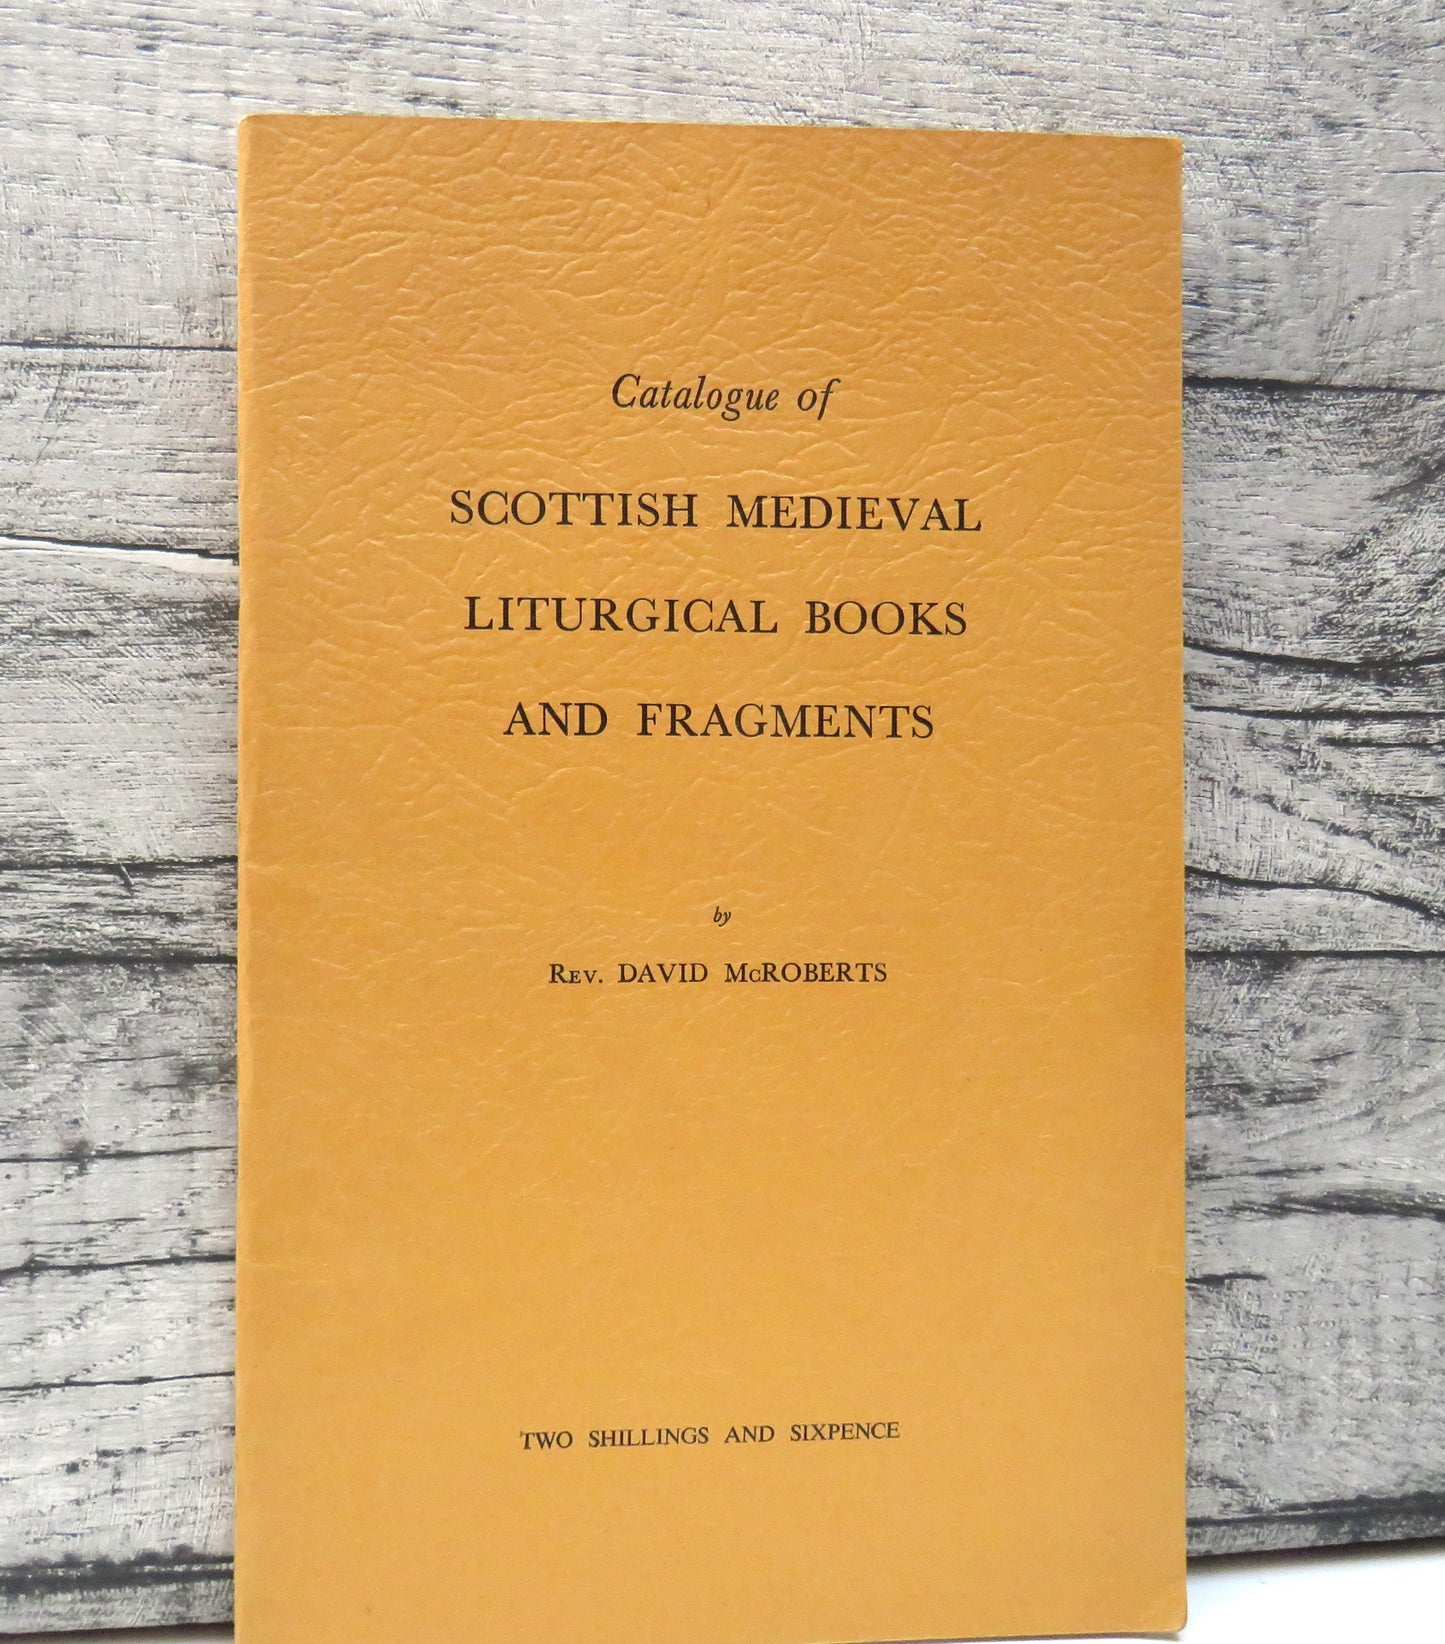 Catalogue of
SCOTTISH MEDIEVAL
LITURGICAL BOOKS
AND FRAGMENTS
by
Rev. DAVID McROBERTS
TWO SHILLINGS AND SIXPENCE